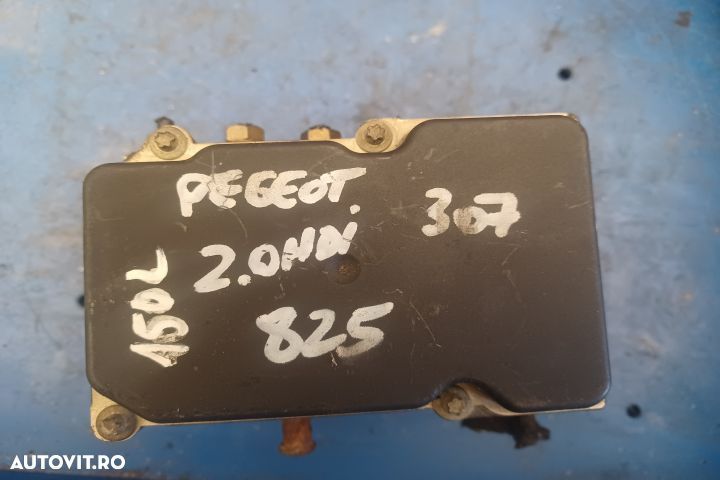 PEGEOT.
307
2.0HDi
150L
825
AUTOVIT.RO